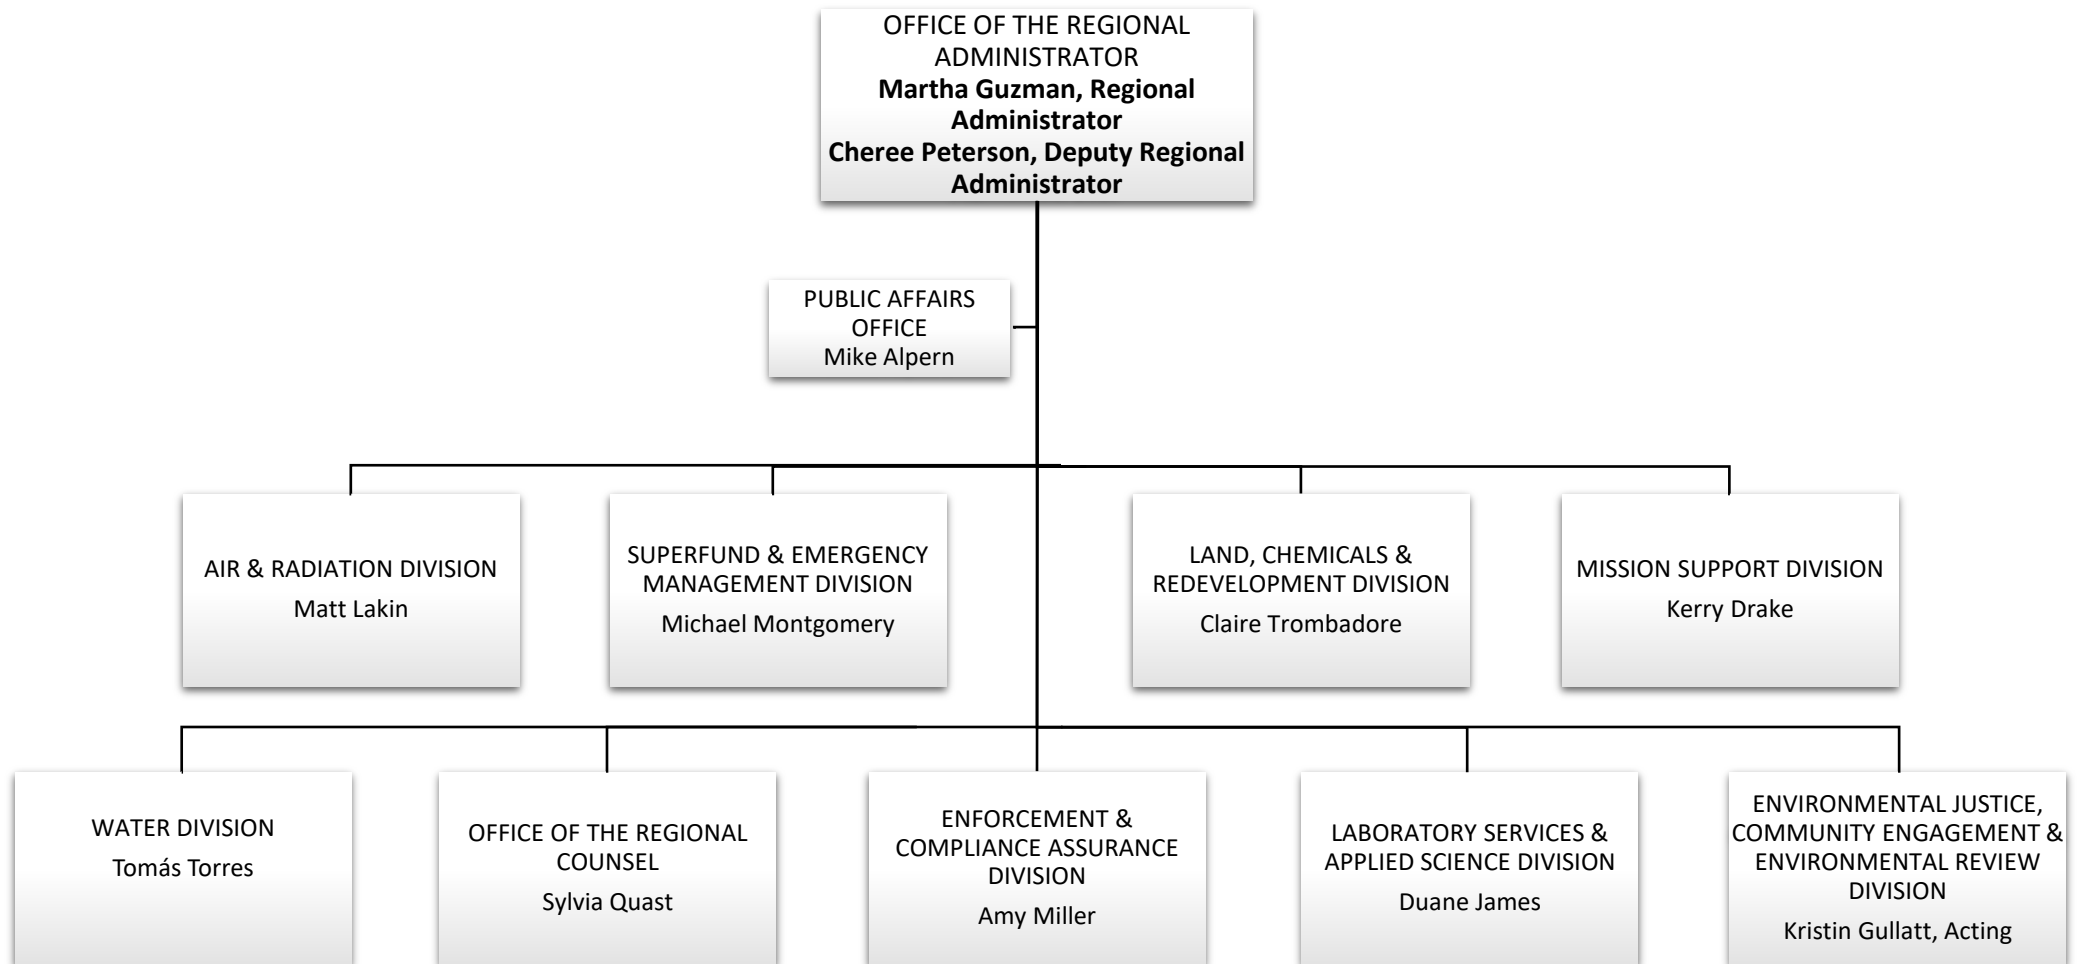 OFFICE OF THE REGIONAL
ADMINISTRATOR
Martha Guzman, Regional
Administrator
Cheree Peterson, Deputy Regional
Administrator
PUBLIC AFFAIRS
OFFICE
Mike Alpern
AIR & RADIATION DIVISION
Matt Lakin
SUPERFUND & EMERGENCY
MANAGEMENT DIVISION
Michael Montgomery
LAND, CHEMICALS &
REDEVELOPMENT DIVISION
Claire Trombadore
MISSION SUPPORT DIVISION
Kerry Drake
WATER DIVISION
Tomás Torres
OFFICE OF THE REGIONAL
COUNSEL
Sylvia Quast
ENFORCEMENT &
COMPLIANCE ASSURANCE
DIVISION
Amy Miller
LABORATORY SERVICES &
APPLIED SCIENCE DIVISION
Duane James
ENVIRONMENTAL JUSTICE,
COMMUNITY ENGAGEMENT &
ENVIRONMENTAL REVIEW
DIVISION
Kristin Gullatt, Acting